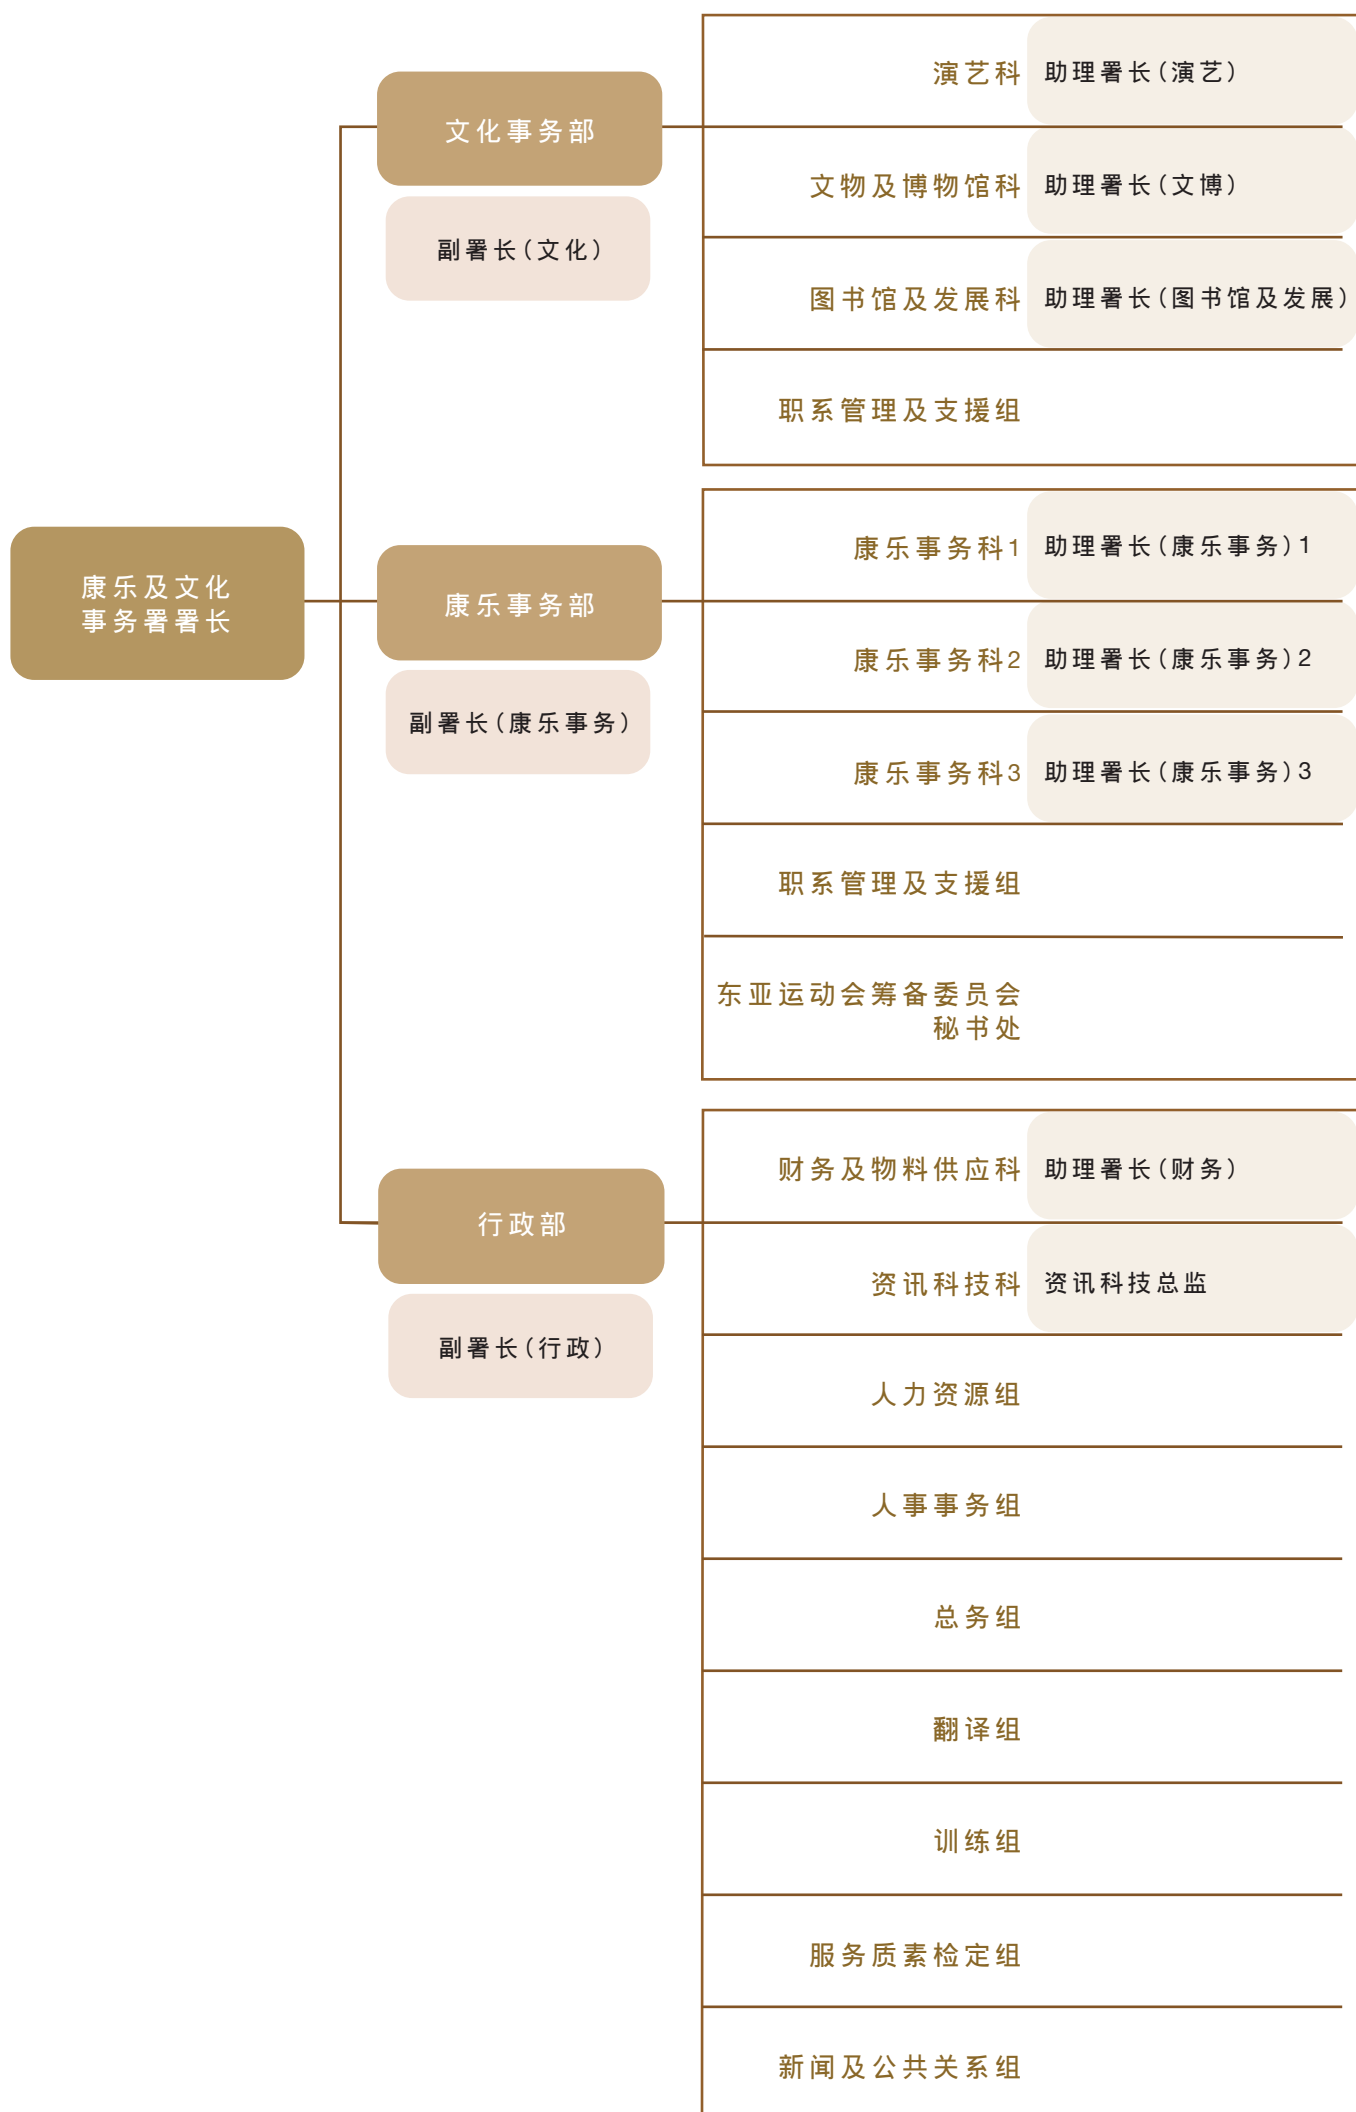 康乐及文化
事务署署长
文化事务部
副署长(文化)
演艺科 助理署长(演艺)
文物及博物馆科 助理署长(文博)
图书馆及发展科 助理署长(图书馆及发展)
职系管理及支援组
康乐事务部
副署长(康乐事务)
康乐事务科1 助理署长(康乐事务)1
康乐事务科2 助理署长(康乐事务)2
康乐事务科3 助理署长(康乐事务)3
职系管理及支援组
东亚运动会筹备委员会
秘书处
行政部
副署长(行政)
财务及物料供应科 助理署长(财务)
资讯科技科 资讯科技总监
人力资源组
人事事务组
总务组
翻译组
训练组
服务质素检定组
新闻及公共关系组